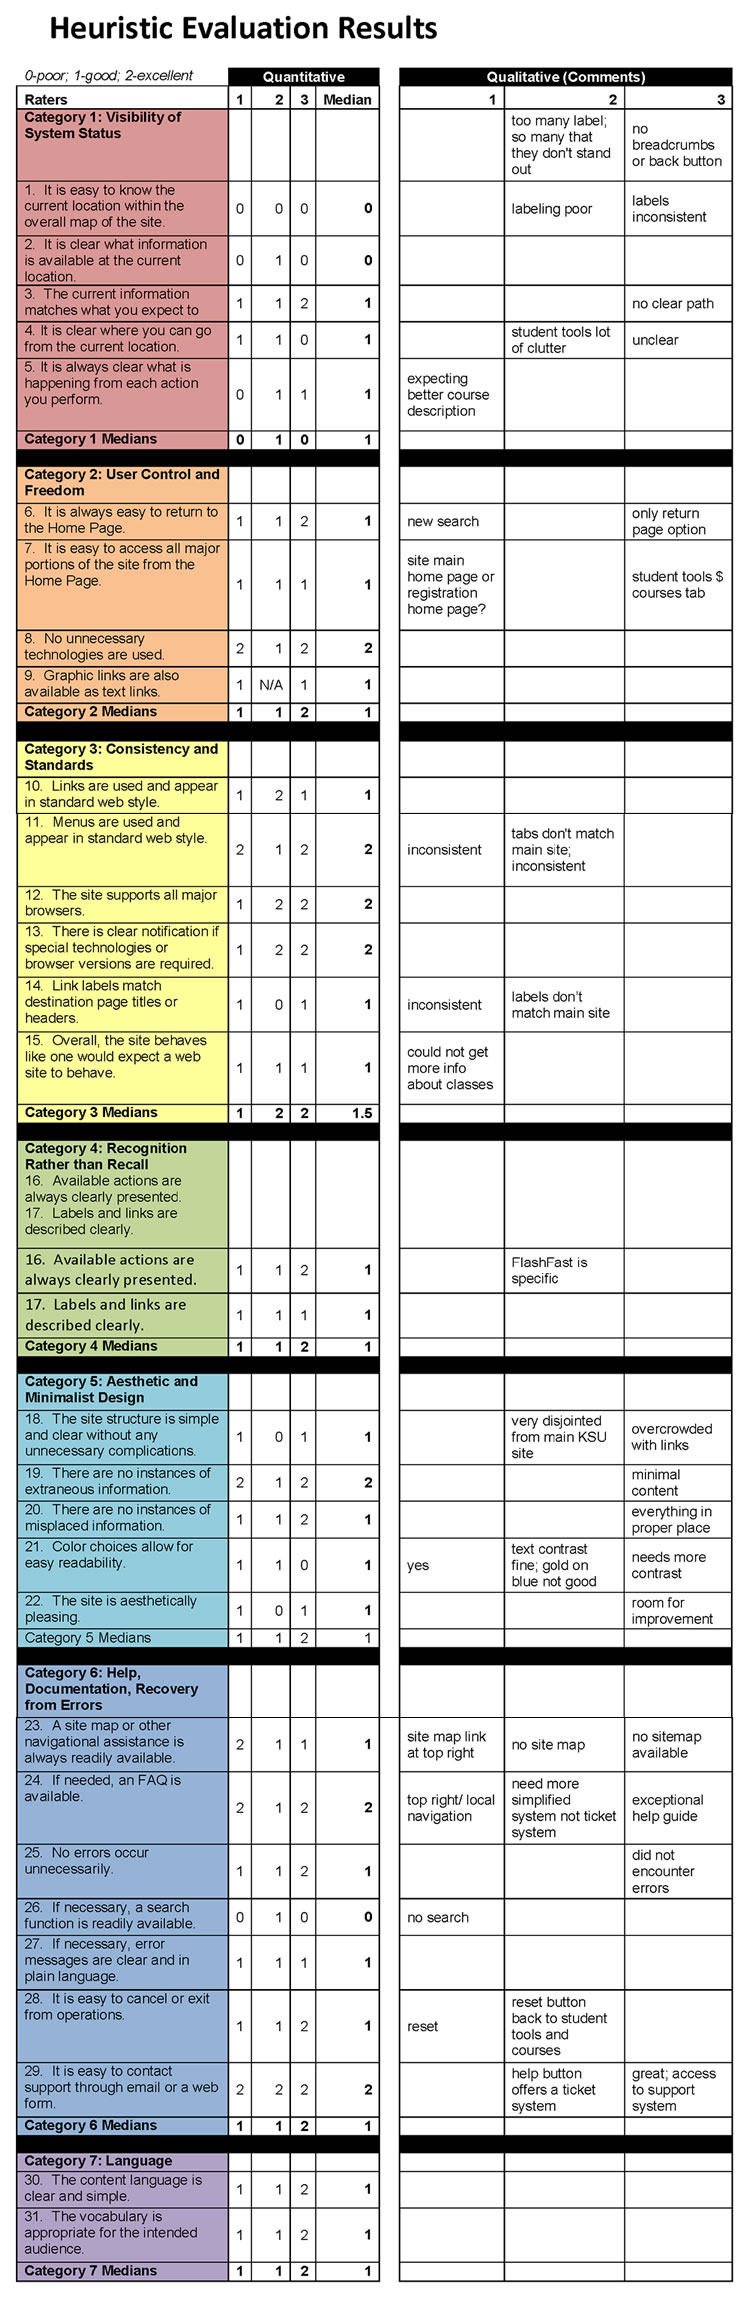 Heuristic Evaluation Results
0-poor; 1-good; 2-excellent Quantitative Qualitative (Comments)
Raters 1 2 3 Median 1 2 3
Category 1: Visibility of
System Status
too many label;
so many that
they don't stand
out
no
breadcrumbs
or back button
1. It is easy to know the
current location within the
overall map of the site.
0 0 0 0
labeling poor
labels
inconsistent
2. It is clear what information
is available at the current
location.
0 1 0 0
3. The current information
matches what you expect to
1 1 2 1
no clear path
4. It is clear where you can go
from the current location.
1 1 0 1
student tools lot
of clutter
unclear
5. It is always clear what is
happening from each action
you perform.
0 1 1 1
expecting
better course
description
Category 1 Medians 0 1 0 1
Category 2: User Control and
Freedom
6. It is always easy to return to
the Home Page.
1 1 2 1
new search
only return
page option
7. It is easy to access all major
portions of the site from the
Home Page.
1 1 1 1
site main
home page or
registration
home page?
student tools $
courses tab
8. No unnecessary
technologies are used.
2 1 2 2
9. Graphic links are also
available as text links.
1 N/A 1 1
Category 2 Medians 1 1 2 1
Category 3: Consistency and
Standards
10. Links are used and appear
in standard web style.
1 2 1 1
11. Menus are used and
appear in standard web style.
2 1 2 2
inconsistent
tabs don't match
main site;
inconsistent
12. The site supports all major
browsers.
1 2 2 2
13. There is clear notification if
special technologies or
browser versions are required.
1 2 2 2
14. Link labels match
destination page titles or
headers.
1 0 1 1
inconsistent
labels don't
match main site
15. Overall, the site behaves
like one would expect a web
site to behave.
1 1 1 1
could not get
more info
about classes
Category 3 Medians 1 2 2 1.5
Category 4: Recognition
Rather than Recall
16. Available actions are
always clearly presented.
17. Labels and links are
described clearly.
16. Available actions are
always clearly presented.
1 1 2 1
FlashFast is
specific
17. Labels and links are
described clearly.
1 1 1 1
Category 4 Medians 1 1 2 1
Category 5: Aesthetic and
Minimalist Design
18. The site structure is simple
and clear without any
unnecessary complications.
1 0 1 1
very disjointed
from main KSU
site
overcrowded
with links
19. There are no instances of
extraneous information.
2 1 2 2
minimal
content
20. There are no instances of
misplaced information.
1 1 2 1
everything in
proper place
21. Color choices allow for
easy readability.
1 1 0 1
yes
text contrast
fine; gold on
blue not good
needs more
contrast
22. The site is aesthetically
pleasing.
1 0 1 1
room for
improvement
Category 5 Medians 1 1 2 1
Category 6: Help,
Documentation, Recovery
from Errors
23. A site map or other
navigational assistance is
always readily available.
2 1 1 1
site map link
at top right
no site map
no sitemap
available
24. If needed, an FAQ is
available.
2 1 2 2
top right/ local
navigation
need more
simplified
system not ticket
system
exceptional
help guide
25. No errors occur
unnecessarily.
1 1 2 1
did not
encounter
errors
26. If necessary, a search
function is readily available.
0 1 0 0
no search
27. If necessary, error
messages are clear and in
plain language.
1 1 1 1
28. It is easy to cancel or exit
from operations.
1 1 2 1
reset
reset button
back to student
tools and
courses
29. It is easy to contact
support through email or a web
form.
2 2 2 2
help button
offers a ticket
system
great; access
to support
system
Category 6 Medians 1 1 2 1
Category 7: Language
30. The content language is
clear and simple.
1 1 2 1
31. The vocabulary is
appropriate for the intended
audience.
1 1 2 1
Category 7 Medians 1 1 2 1